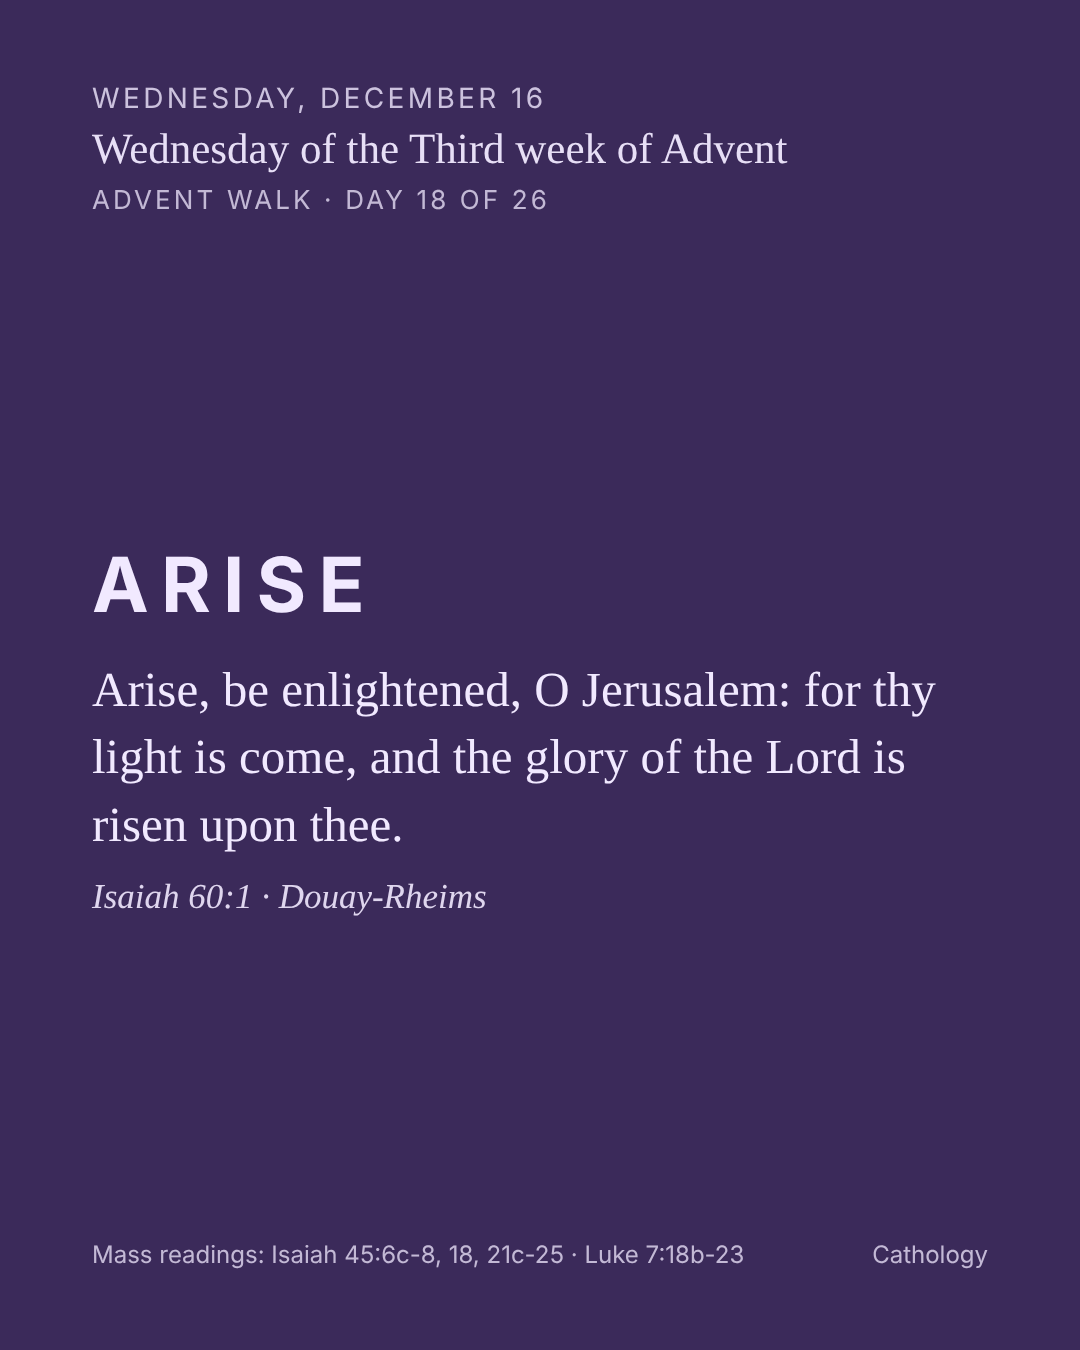 WEDNESDAY, DECEMBER 16
Wednesday of the Third week of Advent
ADVENT WALK · DAY 18 OF 26
ARISE
Arise, be enlightened, O Jerusalem: for thy
light is come, and the glory of the Lord is
risen upon thee.
Isaiah 60:1 · Douay-Rheims
Mass readings: Isaiah 45:6c-8, 18, 21c-25 · Luke 7:18b-23
Cathology